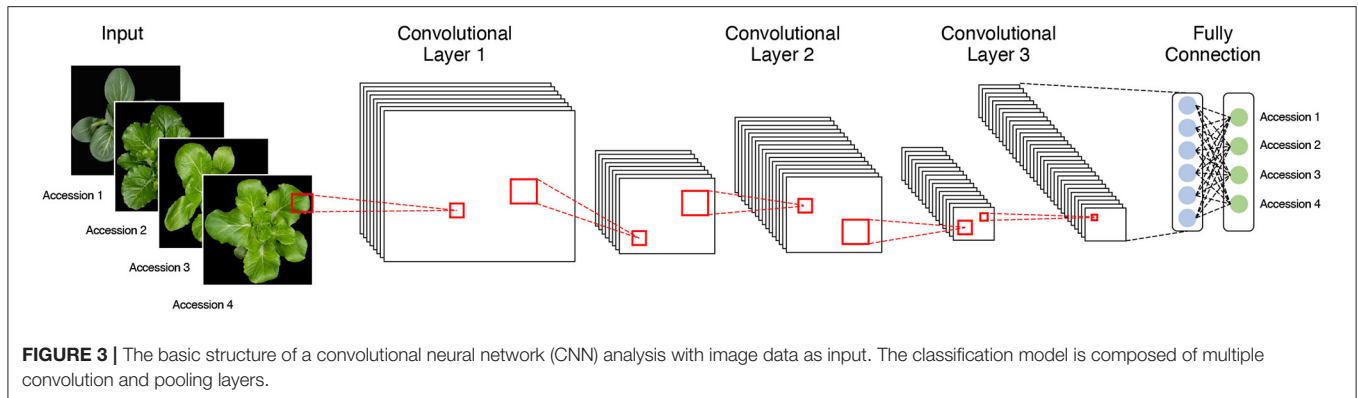 Input
Convolutional
Layer 1
Convolutional
Layer 2
Convolutional
Layer 3
Fully
Connection
Accession 1
Accession 2
Accession 3
Accession 4
Accession 1
Accession 2
Accession 3
Accession 4
FIGURE 3 | The basic structure of a convolutional neural network (CNN) analysis with image data as input. The classification model is composed of multiple
convolution and pooling layers.